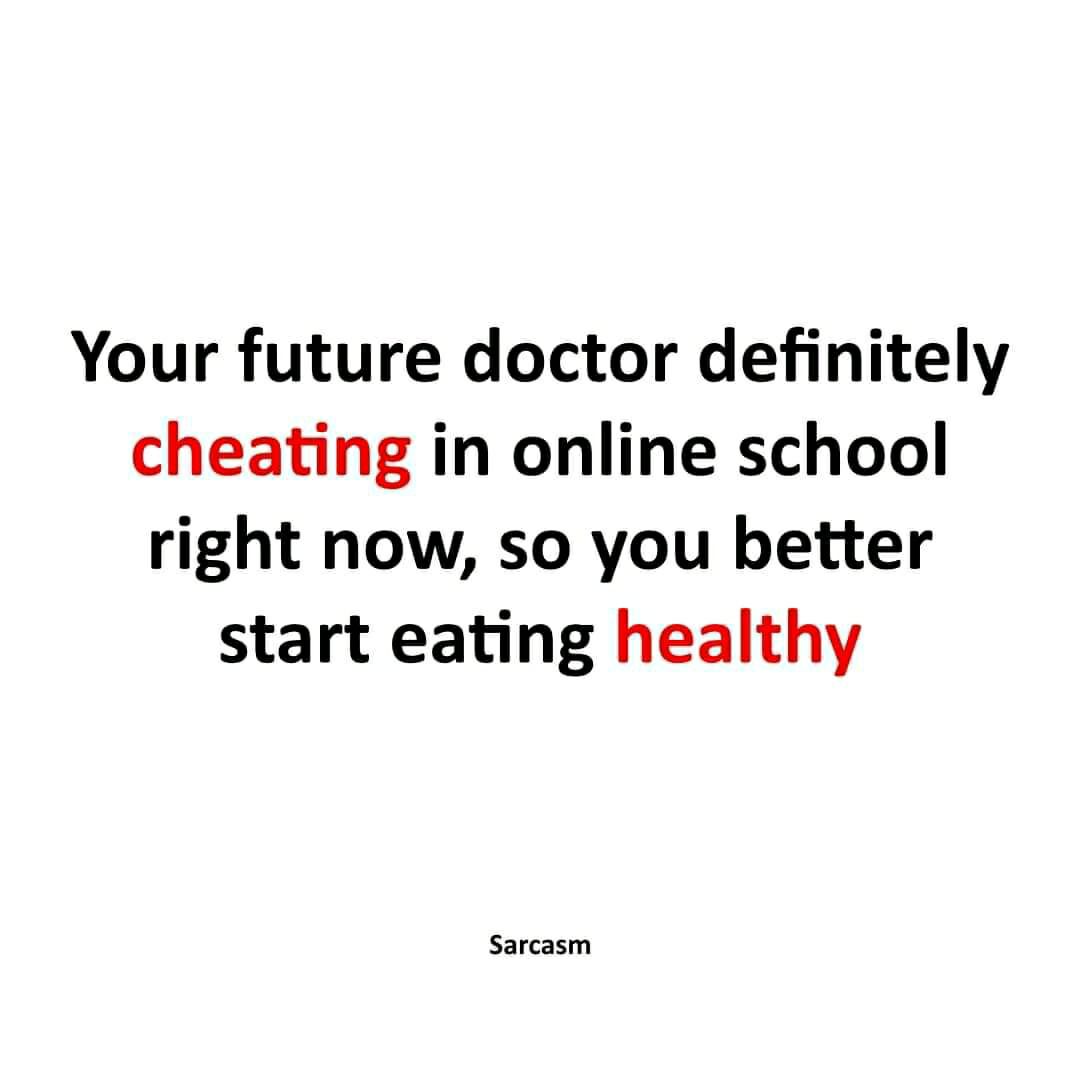 Your future doctor definitely
cheating in online school
right now, so you better
start eating healthy
Sarcasm